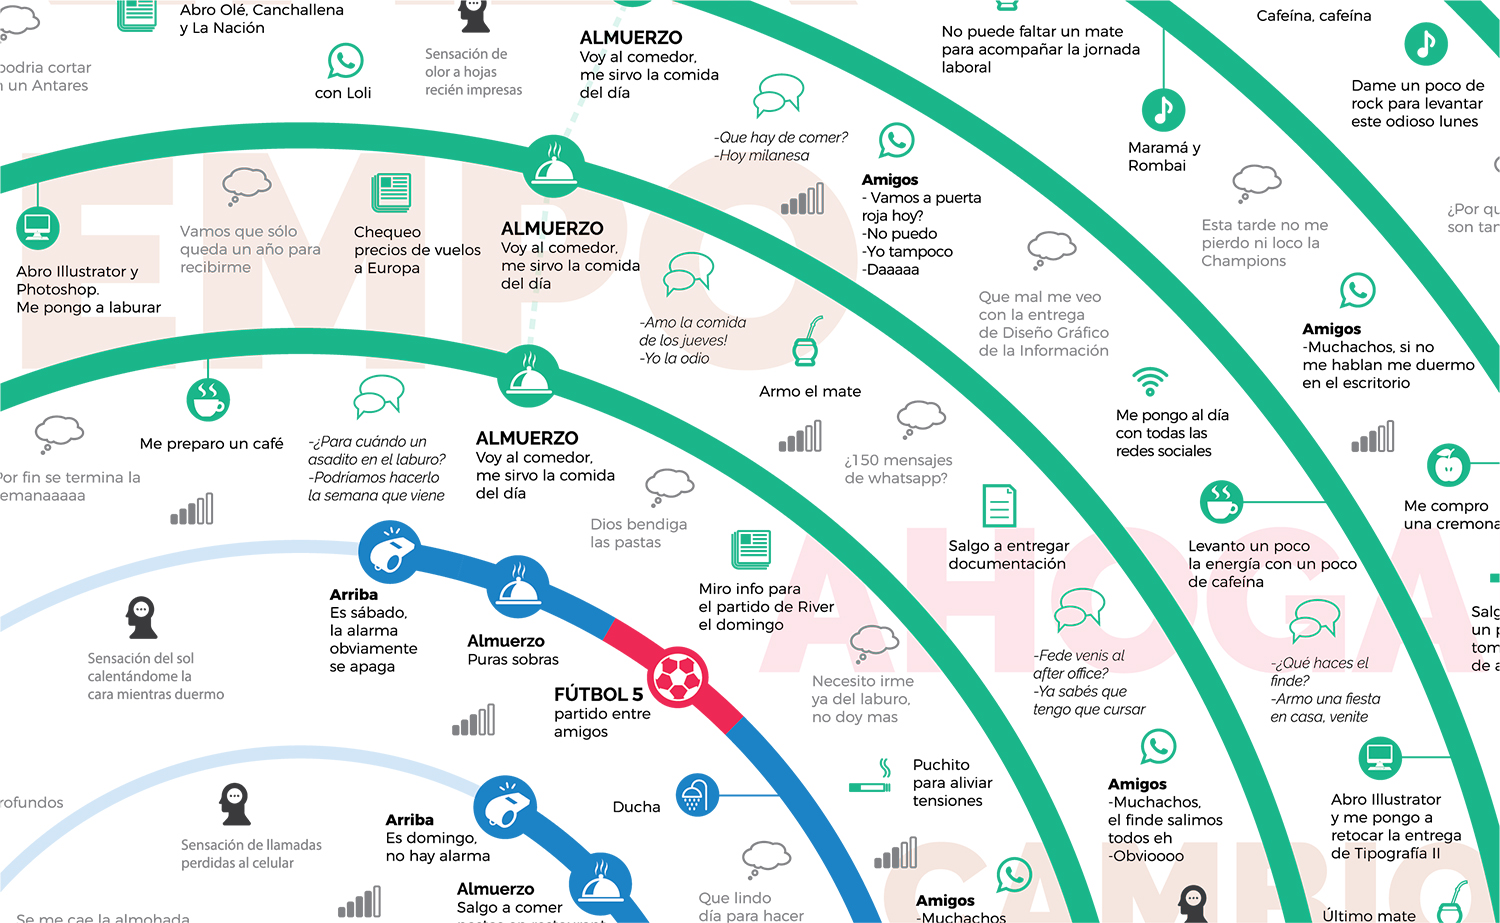 Abro Olé, Canchallena
y La Nación
podria cortar
un Antares
con Loli
Sensación de
olor a hojas
recién impresas
ALMUERZO
Voy al comedor,
me sirvo la comida
del día
-Que hay de comer?
-Hoy milanesa
Amigos
- Vamos a puerta
roja hoy?
-No puedo
-Yo tampoco
-Daaaaa
No puede faltar un mate
para acompañar la jornada
laboral
Maramá y
Rombai
Cafeína, cafeína
Dame un poco de
rock para levantar
este odioso lunes
Esta tarde no me
pierdo ni loco la
Champions
¿Por qu
son tar
EMPO
Abro Illustrator y
Photoshop.
Me pongo a laburar
Vamos que sólo
queda un año para
recibirme
Chequeo
precios de vuelos
a Europa
ALMUERZO
Voy al comedor,
me sirvo la comida
del día
-Amo la comida
de los jueves!
-Yo la odio
Armo el mate
Que mal me veo
con la entrega
de Diseño Gráfico
de la Información
Amigos
-Muchachos, si no
me hablan me duermo
en el escritorio
Me pongo al día
con todas las
redes sociales
Por fin se termina la
emanaaaaa
Me preparo un café
-¿Para cuándo un
asadito en el laburo?
-Podríamos hacerlo
la semana que viene
ALMUERZO
Voy al comedor,
me sirvo la comida
del día
Dios bendiga
las pastas
¿150 mensajes
de whatsapp?
Salgo a entregar
documentación
Me compro
una cremona
Levanto un poco
la energía con un poco
de cafeína
AHOGA
Miro info para
el partido de River
el domingo
Sensación del sol
calentándome la
cara mientras duermo
Arriba
Es sábado,
la alarma
obviamente
se apaga
Almuerzo
Puras sobras
FÚTBOL 5
partido entre
amigos
Necesito irme
ya del laburo,
no doy mas
-Fede venis al
after office?
-Ya sabés que
tengo que cursar
-¿Qué haces el
finde?
-Armo una fiesta
en casa, venite
Salg
un p
tom
de a
rofundos
Sensación de llamadas
perdidas al celular
Arriba
Es domingo,
no hay alarma
Ducha
Puchito
para aliviar
tensiones
Amigos
-Muchachos,
el finde salimos
todos eh
-Obvioooo
Abro Illustrator
y me pongo a
retocar la entrega
de Tipografía II
CAMBIO
Se me cae la almohada
Almuerzo
Salgo a comer
pastas en restaurant
Que lindo
día para hacer
Amigos
-Muchachos
Último mate